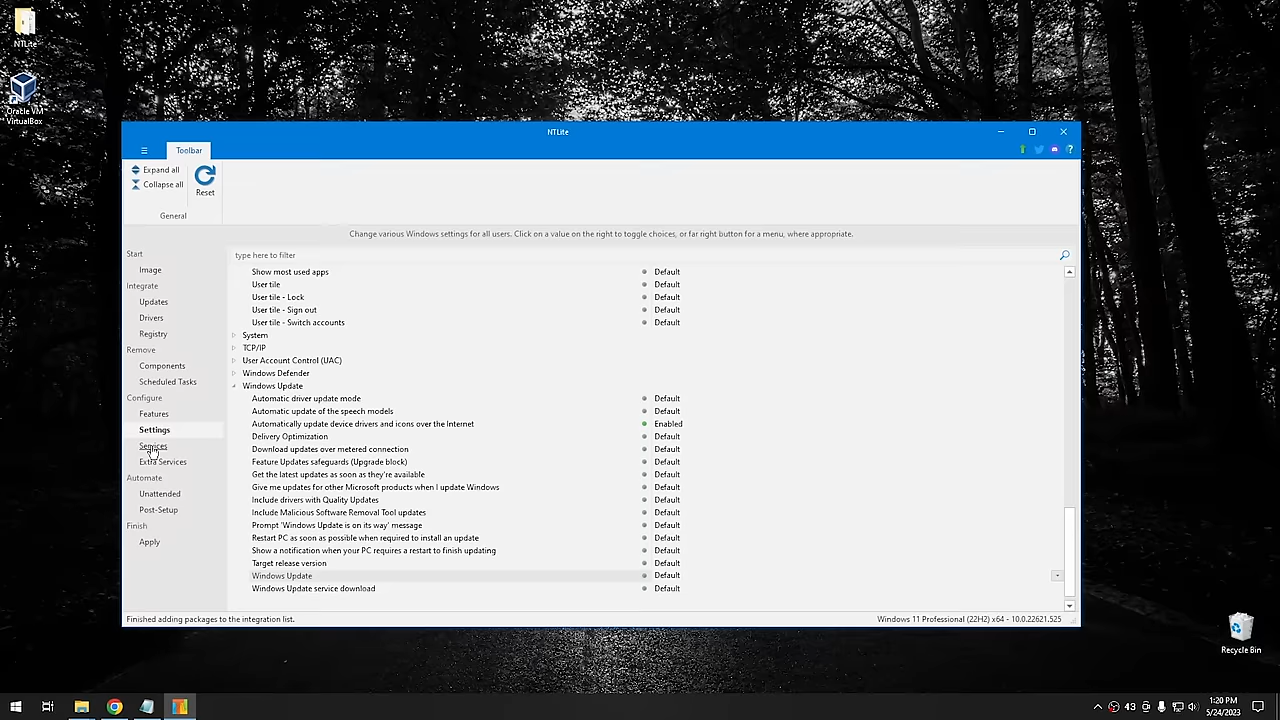 NTLite
Oracle VM
VirtualBox
NTLite
Toolbar
Expand all
Collapse all
Reset
General
Change various Windows settings for all users. Click on a value on the right to toggle choices, or far right button for a menu, where appropriate.
Start
Image
Integrate
Updates
Drivers
Registry
Remove
Components
Scheduled Tasks
Configure
Features
Settings
Services
Extra Services
Automate
Unattended
Post-Setup
Finish
Apply
type here to filter
Show most used apps Default
User tile Default
User tile - Lock Default
User tile - Sign out Default
User tile - Switch accounts Default
System
TCP/IP
User Account Control (UAC)
Windows Defender
Windows Update
Automatic driver update mode Default
Automatic update of the speech models Default
Automatically update device drivers and icons over the Internet Enabled
Delivery Optimization Default
Download updates over metered connection Default
Feature Updates safeguards (Upgrade block) Default
Get the latest updates as soon as they're available Default
Give me updates for other Microsoft products when I update Windows Default
Include drivers with Quality Updates Default
Include Malicious Software Removal Tool updates Default
Prompt 'Windows Update is on its way' message Default
Restart PC as soon as possible when required to install an update Default
Show a notification when your PC requires a restart to finish updating Default
Target release version Default
Windows Update Default
Windows Update service download Default
Finished adding packages to the integration list.
Windows 11 Professional (22H2) x64 - 10.0.22621.525
Recycle Bin
43
1:20 PM
5/24/2023